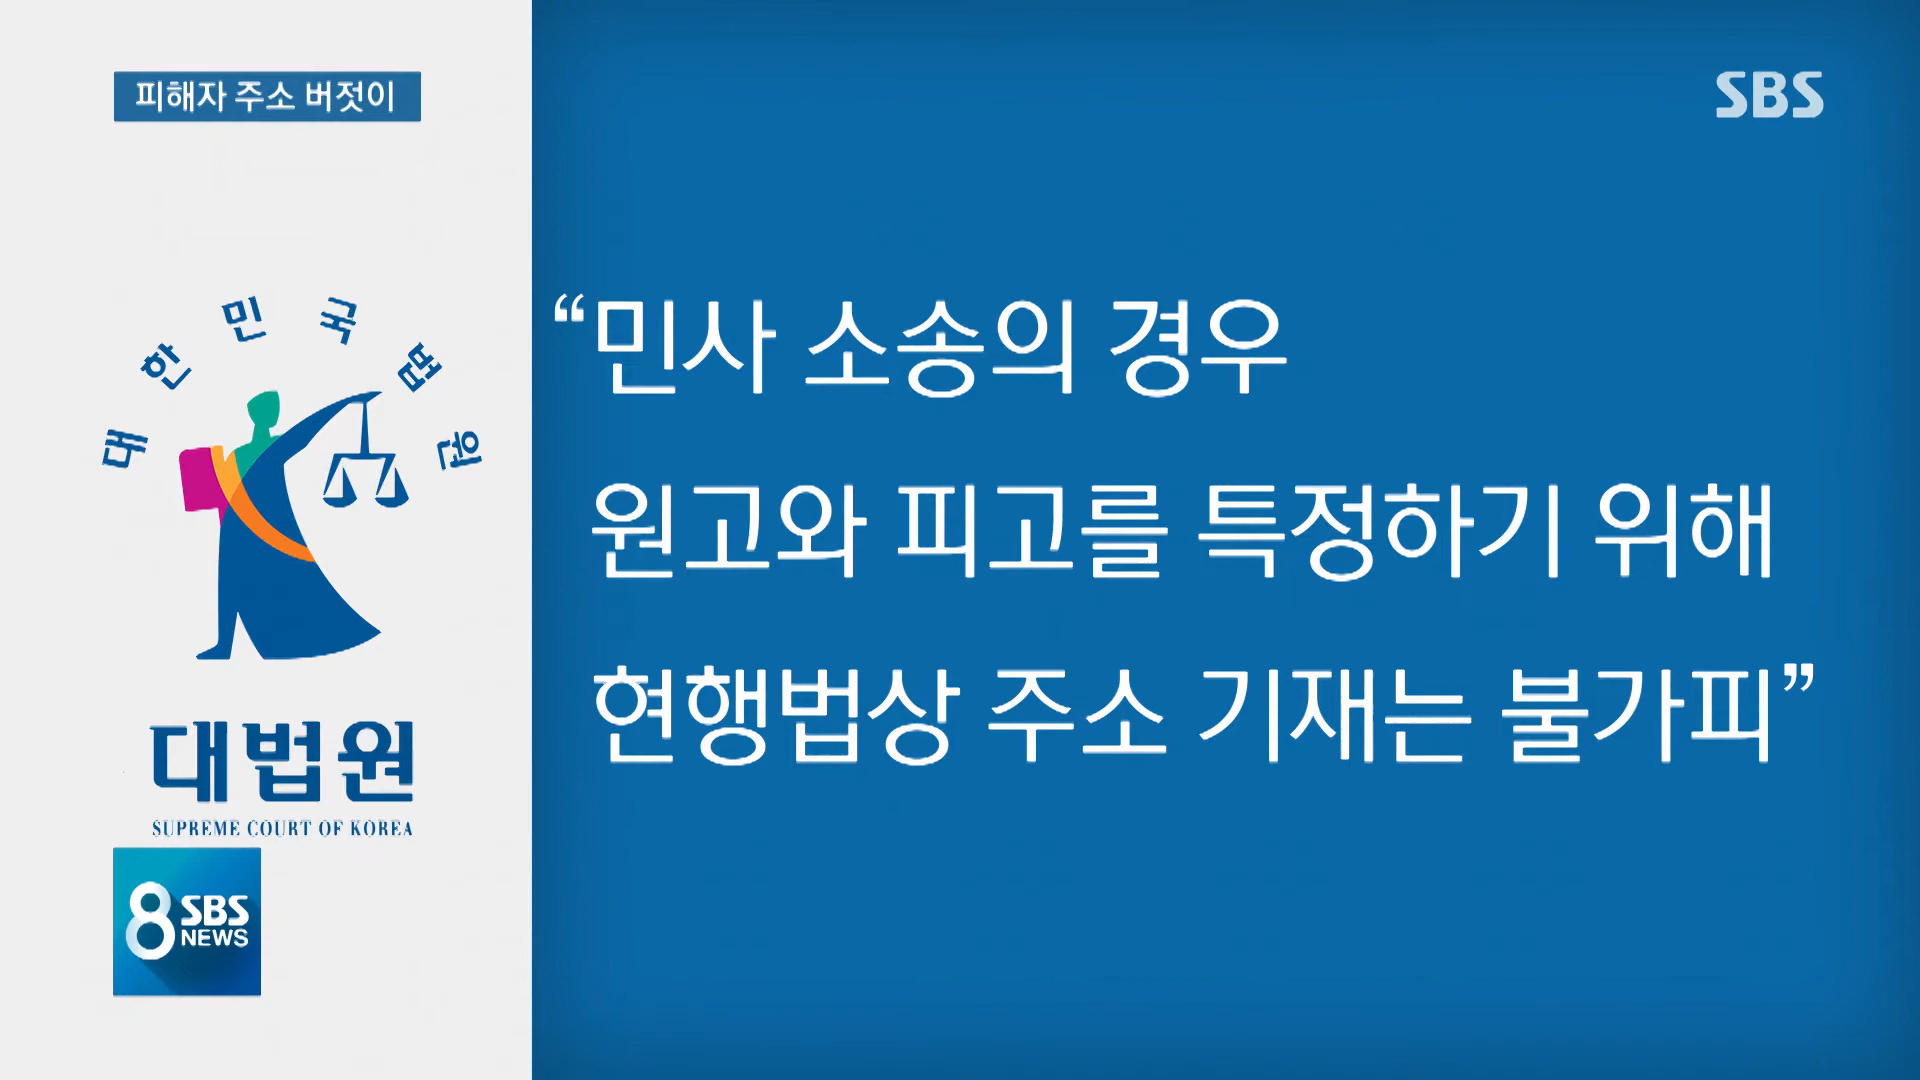 피해자 주소 버젓이
SBS
대한민국법원
대법원
SUPREME COURT OF KOREA
8 SBS
NEWS
“민사 소송의 경우
원고와 피고를 특정하기 위해
현행법상 주소 기재는 불가피”